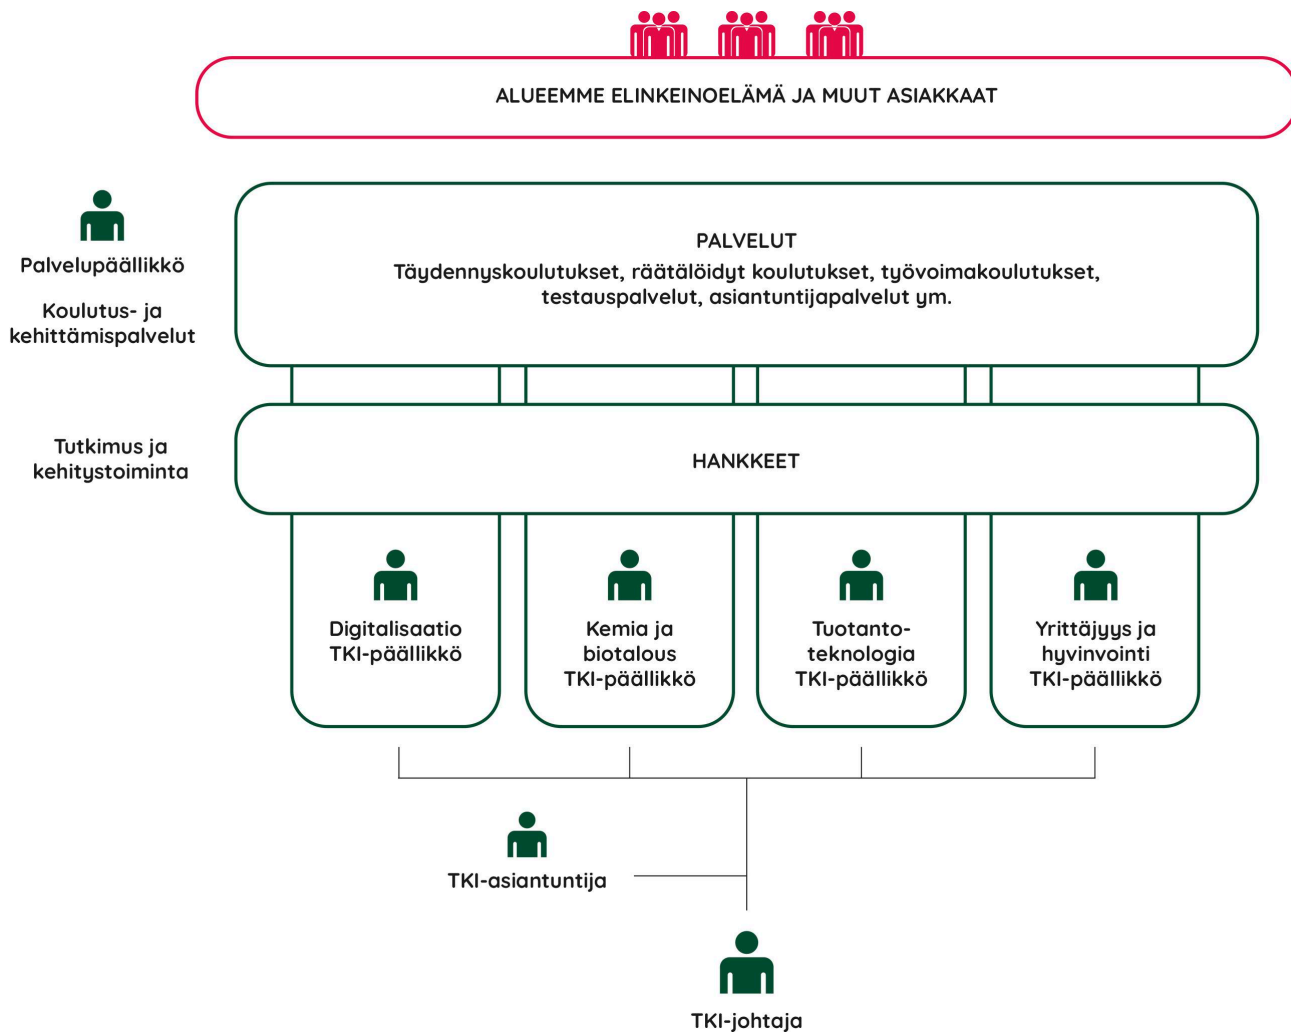 ALUEEMME ELINKEINOELÄMÄ JA MUUT ASIAKKAAT
Palvelupäällikkö
Koulutus- ja
kehittämispalvelut
PALVELUT
Täydennyskoulutukset, räätälöidyt koulutukset, työvoimakoulutukset,
testauspalvelut, asiantuntijapalvelut ym.
Tutkimus ja
kehitystoiminta
HANKKEET
Digitalisaatio
TKI-päällikkö
Kemia ja
biotalous
TKI-päällikkö
Tuotanto-
teknologia
TKI-päällikkö
Yrittäjyys ja
hyvinvointi
TKI-päällikkö
TKI-asiantuntija
TKI-johtaja